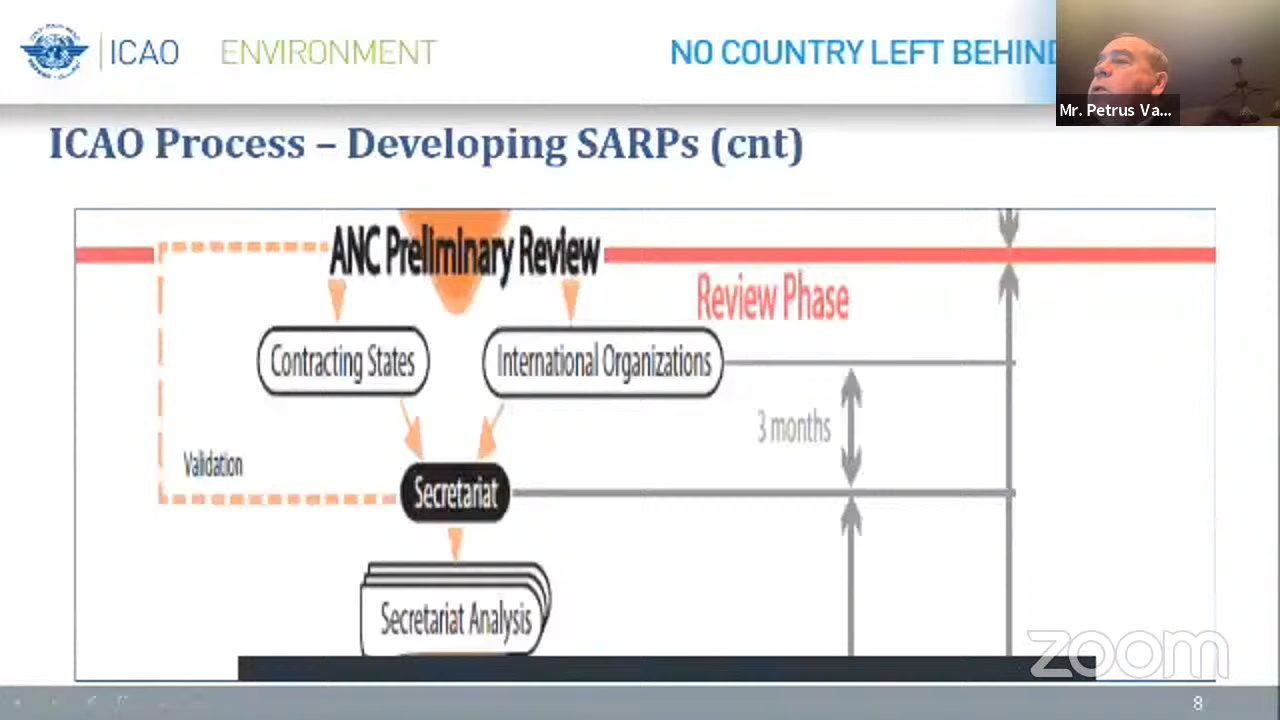 ICAO ENVIRONMENT NO COUNTRY LEFT BEHIND
Mr. Petrus Va...
ICAO Process – Developing SARPs (cnt)
ANC Preliminary Review
Review Phase
Contracting States
International Organizations
3 months
Validation
Secretariat
Secretariat Analysis
zoom
8